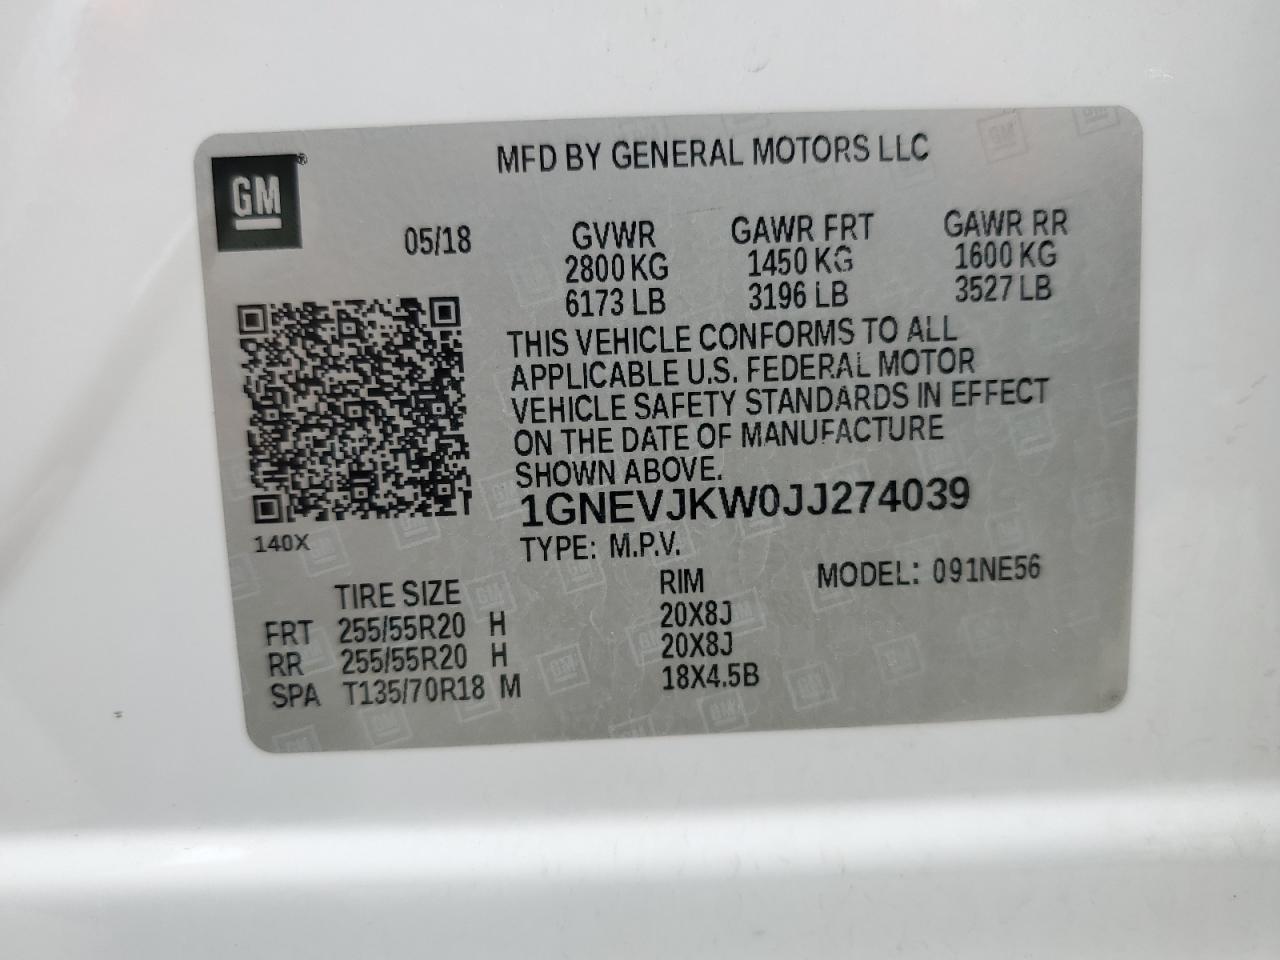 MFD BY GENERAL MOTORS LLC
GM ®
05/18 GVWR GAWR FRT GAWR RR
2800 KG 1450 KG 1600 KG
6173 LB 3196 LB 3527 LB
THIS VEHICLE CONFORMS TO ALL
APPLICABLE U.S. FEDERAL MOTOR
VEHICLE SAFETY STANDARDS IN EFFECT
ON THE DATE OF MANUFACTURE
SHOWN ABOVE.
1GNEVJKW0JJ274039
140X
TYPE: M.P.V.
TIRE SIZE RIM MODEL: 091NE56
FRT 255/55R20 H 20X8J
RR 255/55R20 H 20X8J
SPA T135/70R18 M 18X4.5B